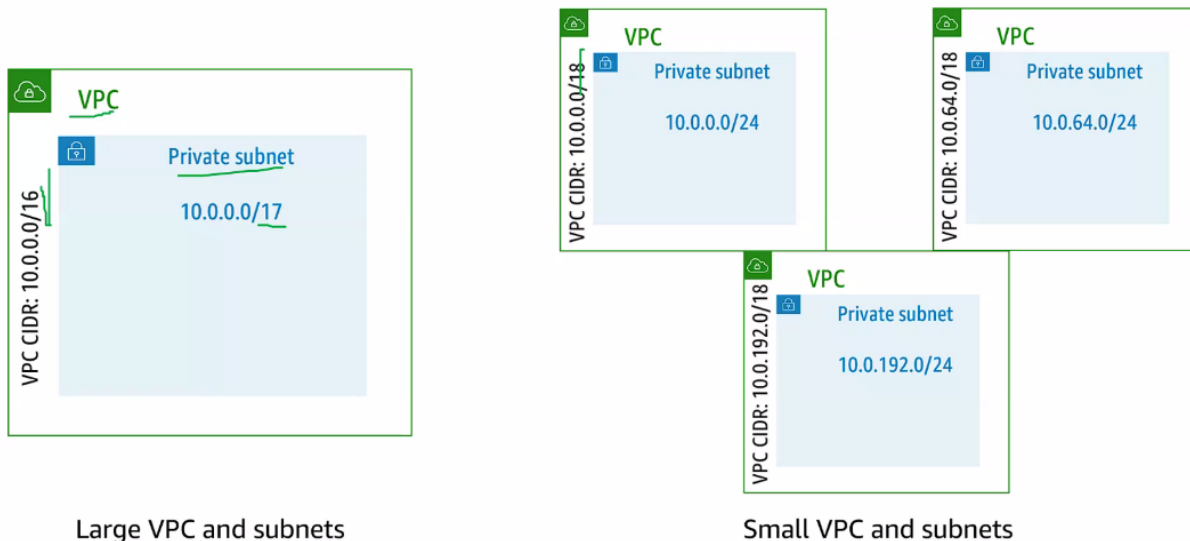 VPC
Private subnet
10.0.0.0/17
VPC CIDR: 10.0.0.0/16
Large VPC and subnets
VPC
Private subnet
10.0.0.0/24
VPC CIDR: 10.0.0.0/18
VPC
Private subnet
10.0.64.0/24
VPC CIDR: 10.0.64.0/18
VPC
Private subnet
10.0.192.0/24
VPC CIDR: 10.0.192.0/18
Small VPC and subnets